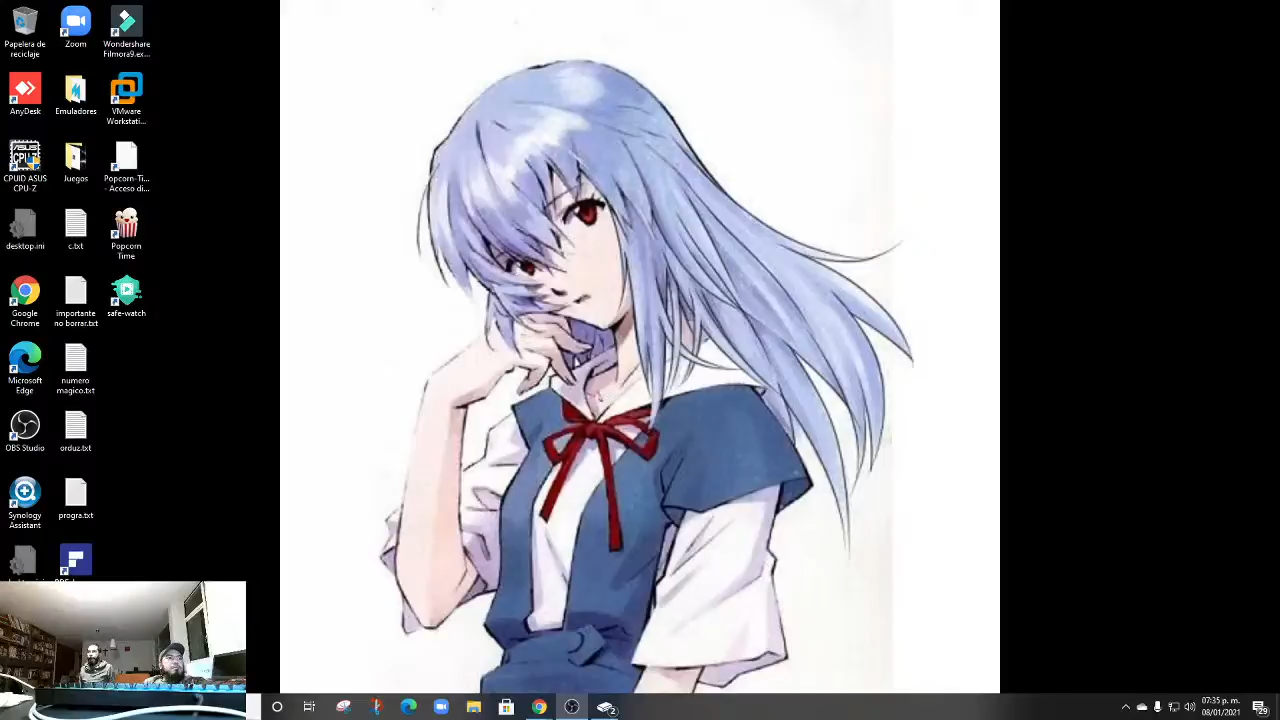 Papelera de
reciclaje
Zoom
Wondershare
Filmora9.ex...
AnyDesk
Emuladores
VMware
Workstati...
CPUID ASUS
CPU-Z
Juegos
Popcorn-Ti...
- Acceso di...
desktop.ini
c.txt
Popcorn
Time
Google
Chrome
importante
no borrar.txt
safe-watch
Microsoft
Edge
numero
magico.txt
OBS Studio
orduz.txt
Synology
Assistant
progra.txt
07:35 p. m.
08/01/2021